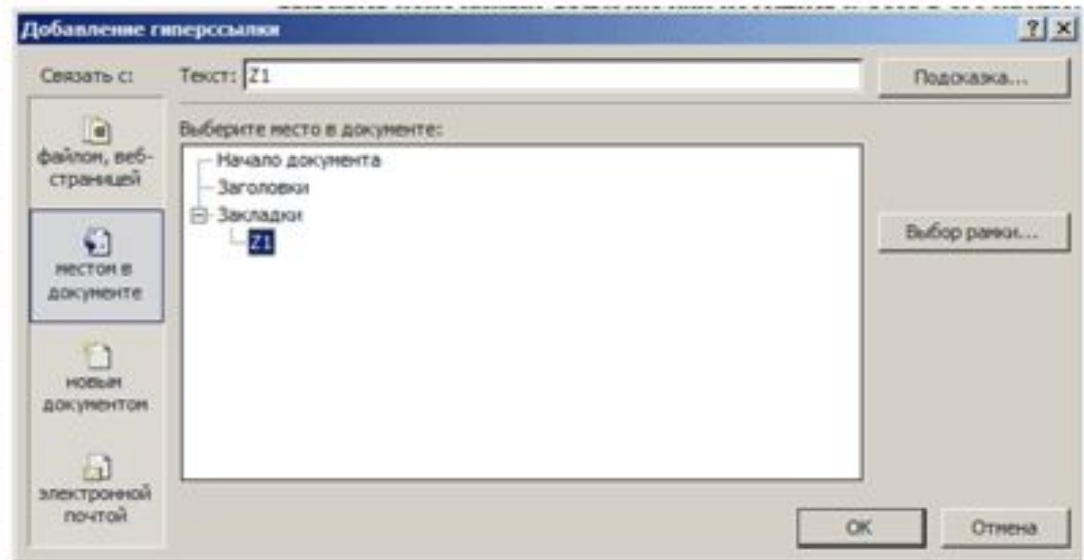 Добавление гиперссылки
Связать с:
Текст: Z1
Подсказка...
файлом, веб-
страницей
местом в
документе
новым
документом
электронной
почтой
Выберите место в документе:
Начало документа
Заголовки
Закладки
Z1
Выбор рамки...
OK
Отмена